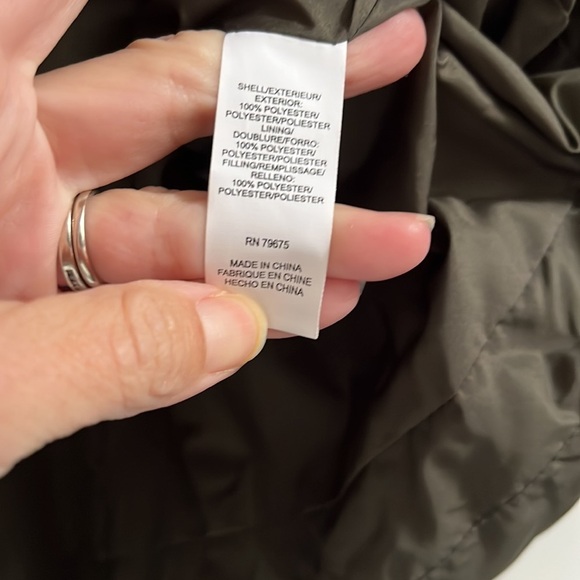 SHELL/EXTERIEUR/
EXTERIOR:
100% POLYESTER/
POLYESTER/POLIESTER
LINING/
DOUBLURE/FORRO:
100% POLYESTER/
POLYESTER/POLIESTER
FILLING/REMPLISSAGE/
RELLENO:
100% POLYESTER/
POLYESTER/POLIESTER
RN 79675
MADE IN CHINA
FABRIQUE EN CHINE
HECHO EN CHINA